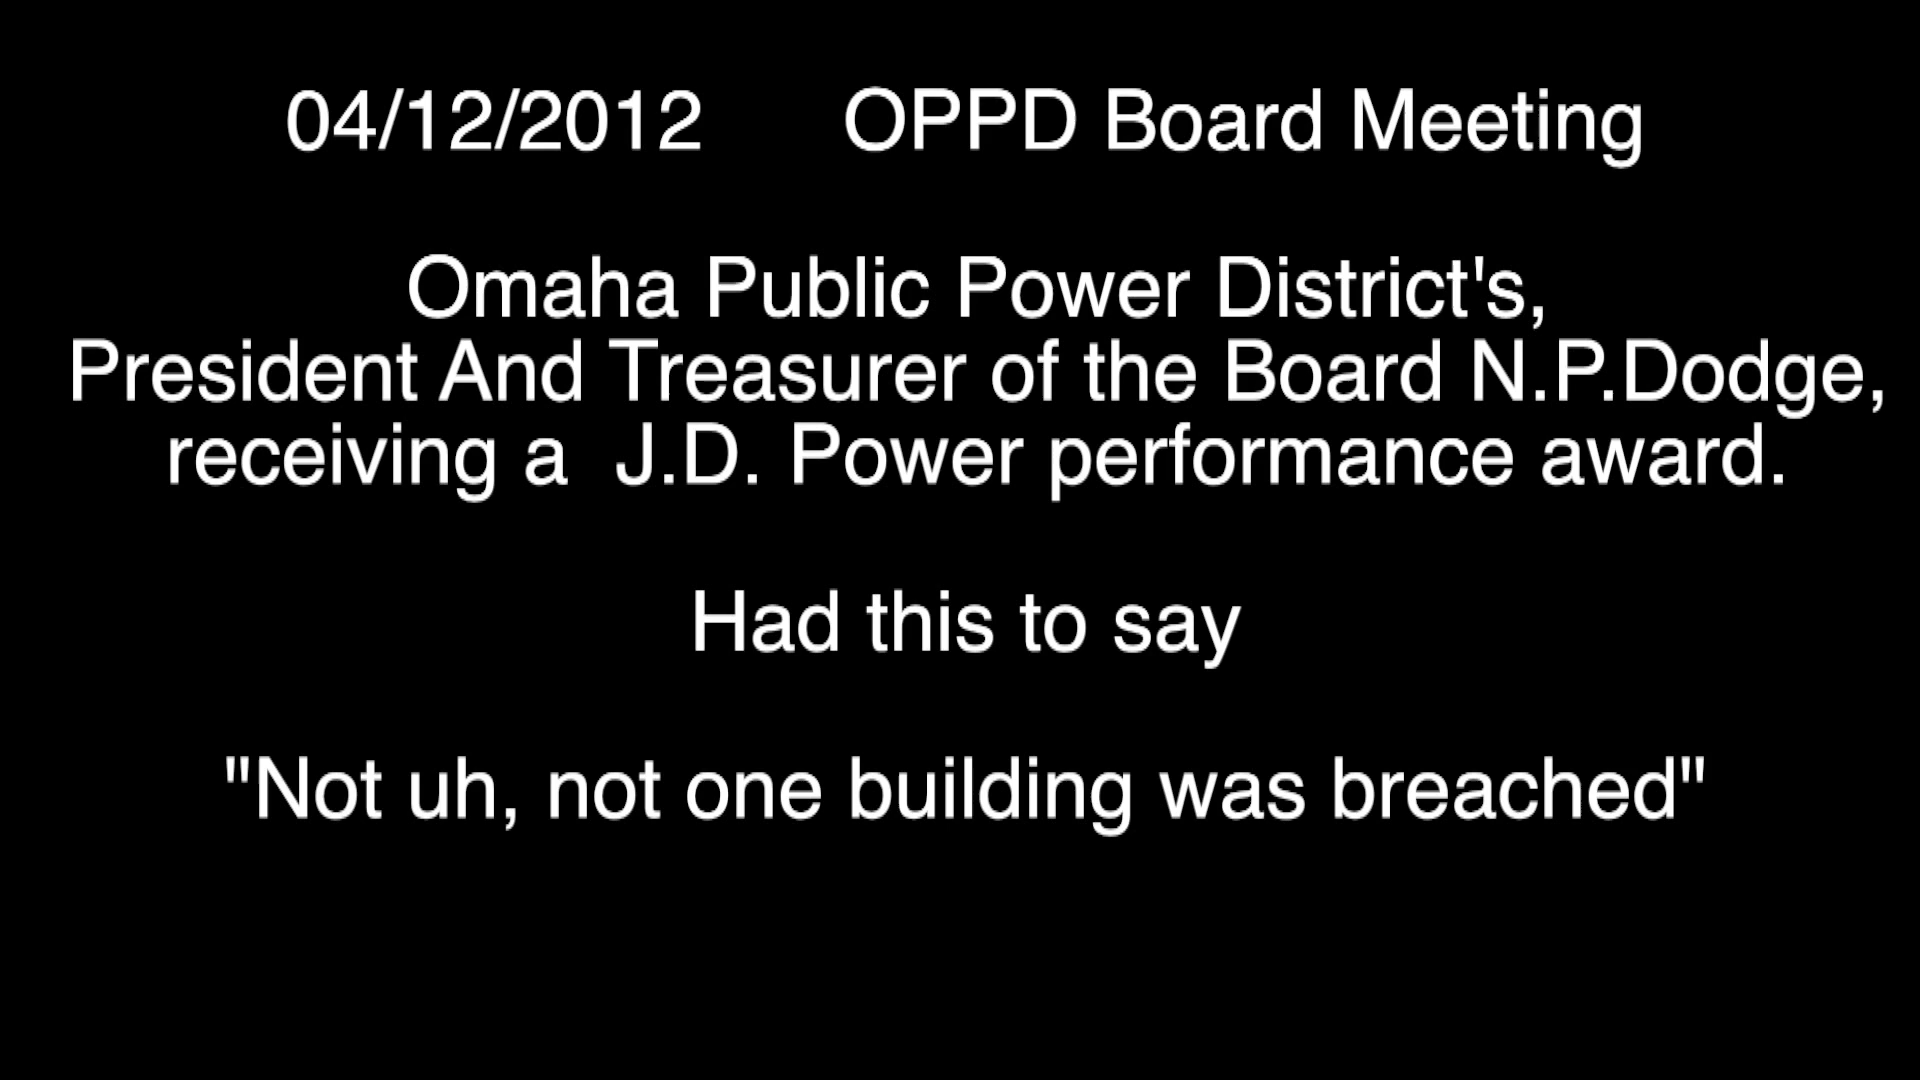 04/12/2012 OPPD Board Meeting
Omaha Public Power District's,
President And Treasurer of the Board N.P.Dodge,
receiving a J.D. Power performance award.
Had this to say
"Not uh, not one building was breached"